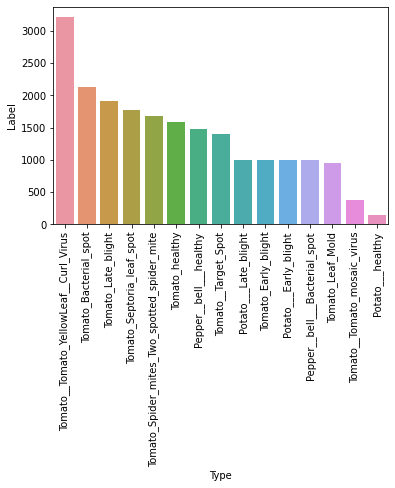 3000
2500
2000
1500
1000
500
0
Label
Tomato__Tomato_YellowLeaf__Curl_Virus
Tomato_Bacterial_spot
Tomato_Late_blight
Tomato_Septoria_leaf_spot
Tomato_Spider_mites_Two_spotted_spider_mite
Tomato_healthy
Pepper__bell___healthy
Tomato__Target_Spot
Potato___Late_blight
Tomato_Early_blight
Potato___Early_blight
Pepper__bell___Bacterial_spot
Tomato_Leaf_Mold
Tomato__Tomato_mosaic_virus
Potato___healthy
Type